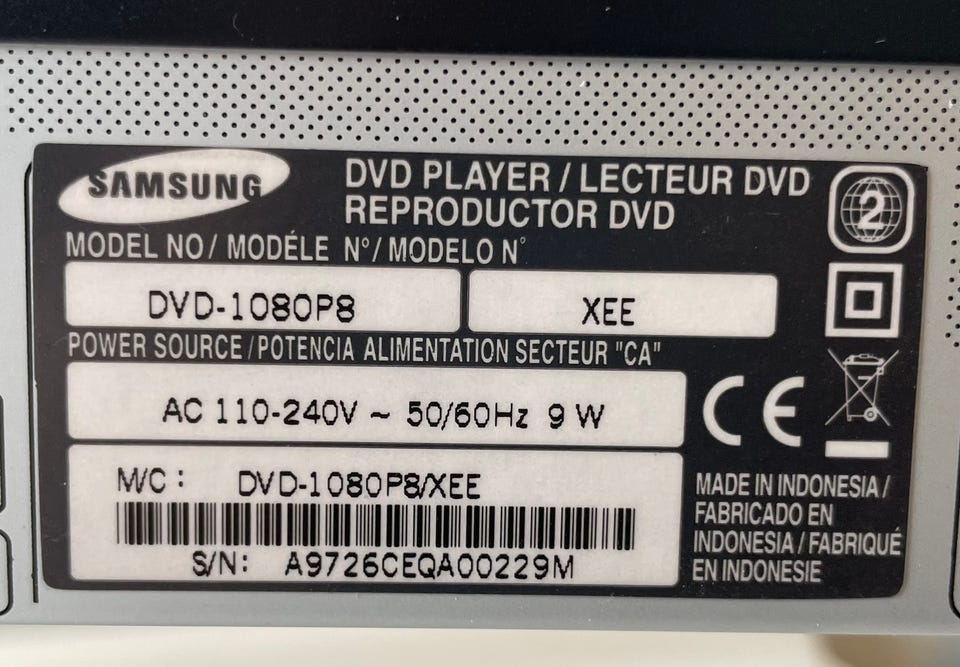 SAMSUNG
DVD PLAYER / LECTEUR DVD
REPRODUCTOR DVD
2
MODEL NO / MODÉLE N° / MODELO N°
DVD-1080P8
XEE
POWER SOURCE / POTENCIA ALIMENTATION SECTEUR "CA"
AC 110-240V ~ 50/60Hz 9 W
CE
M/C : DVD-1080P8/XEE
S/N: A9726CEQA00229M
MADE IN INDONESIA /
FABRICADO EN
INDONESIA / FABRIQUÉ
EN INDONESIE